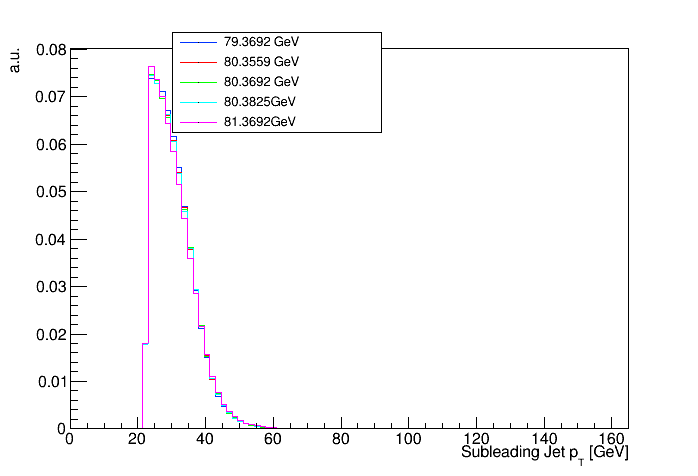 a.u.
79.3692 GeV
80.3559 GeV
80.3692 GeV
80.3825GeV
81.3692GeV
0.08
0.07
0.06
0.05
0.04
0.03
0.02
0.01
0
0 20 40 60 80 100 120 140 160
Subleading Jet p_T [GeV]